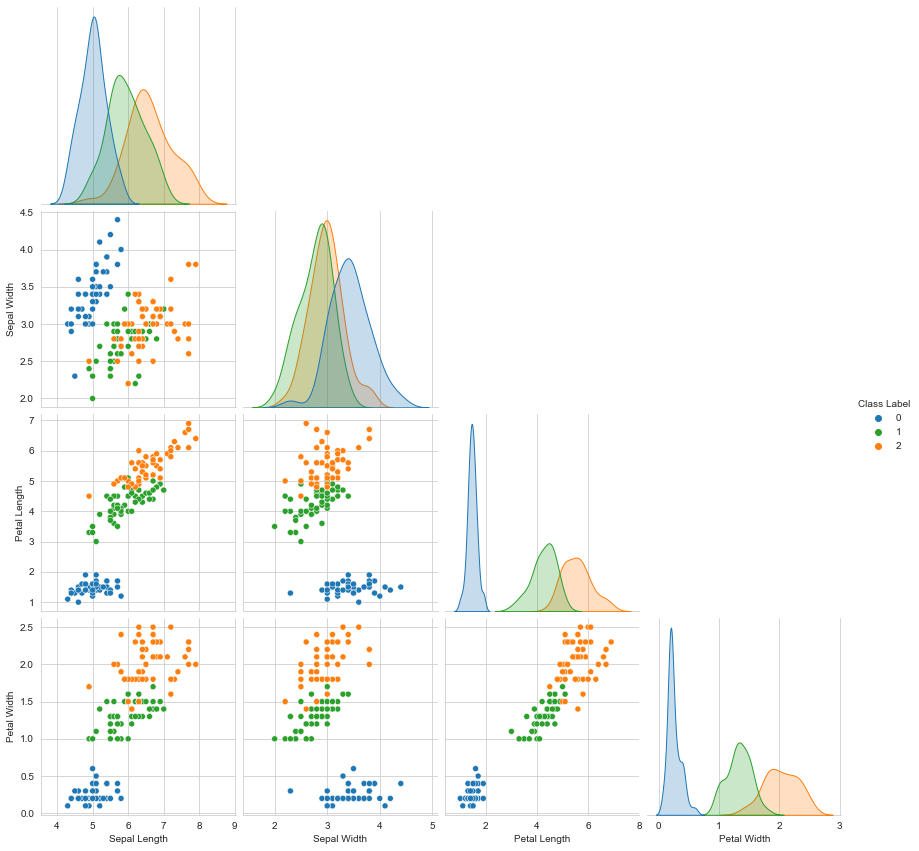 4.5
4.0
3.5
3.0
2.5
2.0
Sepal Width
7
6
5
4
3
2
1
Petal Length
Class Label
0
1
2
2.5
2.0
1.5
1.0
0.5
0.0
Petal Width
4 5 6 7 8 9
Sepal Length
2 3 4 5
Sepal Width
2 4 6 8
Petal Length
0 1 2 3
Petal Width